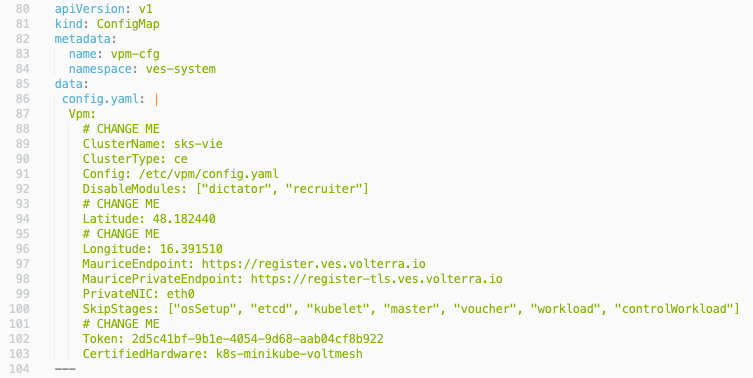 80 apiVersion: v1
81 kind: ConfigMap
82 metadata:
83   name: vpm-cfg
84   namespace: ves-system
85 data:
86  config.yaml: |
87   Vpm:
88     # CHANGE ME
89     ClusterName: sks-vie
90     ClusterType: ce
91     Config: /etc/vpm/config.yaml
92     DisableModules: ["dictator", "recruiter"]
93     # CHANGE ME
94     Latitude: 48.182440
95     # CHANGE ME
96     Longitude: 16.391510
97     MauriceEndpoint: https://register.ves.volterra.io
98     MauricePrivateEndpoint: https://register-tls.ves.volterra.io
99     PrivateNIC: eth0
100     SkipStages: ["osSetup", "etcd", "kubelet", "master", "voucher", "workload", "controlWorkload"]
101     # CHANGE ME
102     Token: 2d5c41bf-9b1e-4054-9d68-aab04cf8b922
103     CertifiedHardware: k8s-minikube-voltmesh
104 ---